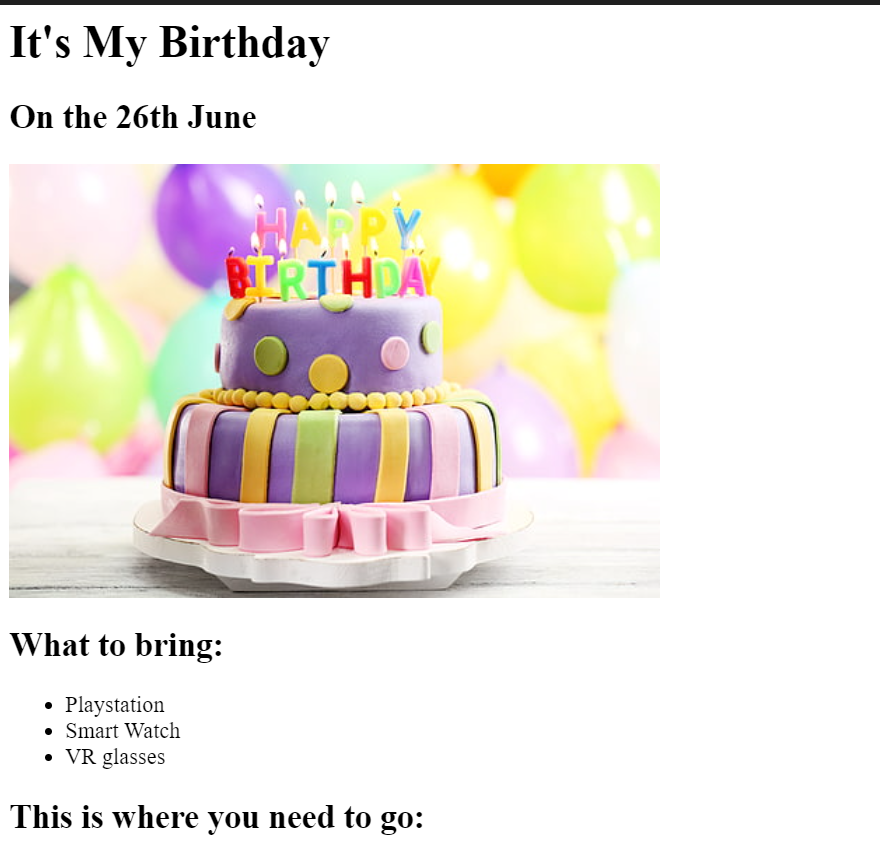 It's My Birthday
On the 26th June
HAPPY
BIRTHDAY
What to bring:
Playstation
Smart Watch
VR glasses
This is where you need to go: